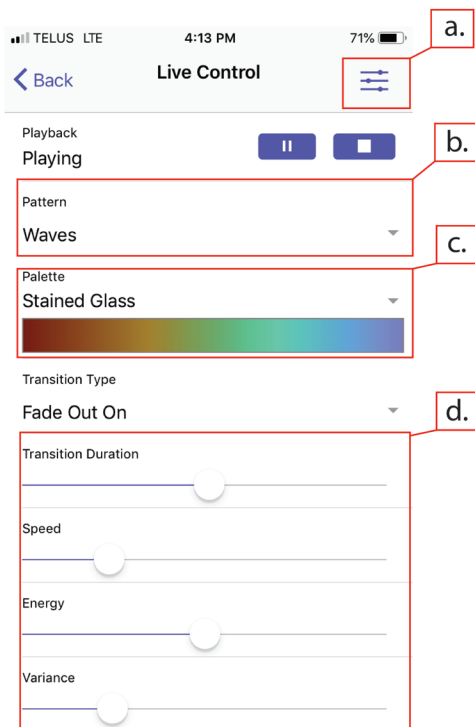 a.
TELUS LTE 4:13 PM 71%
Back Live Control
Playback
Playing
b.
Pattern
Waves
c.
Palette
Stained Glass
Transition Type
Fade Out On
d.
Transition Duration
Speed
Energy
Variance